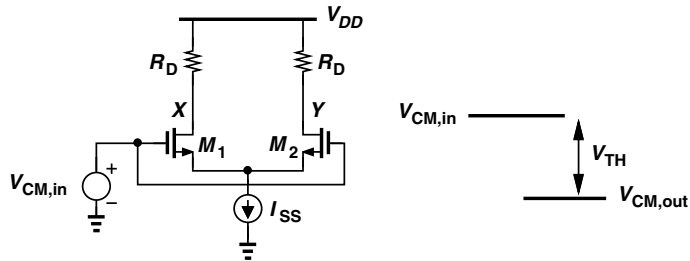 V_DD
R_D R_D
X Y
M_1 M_2
V_CM,in + −
I_SS
V_CM,in
V_TH
V_CM,out